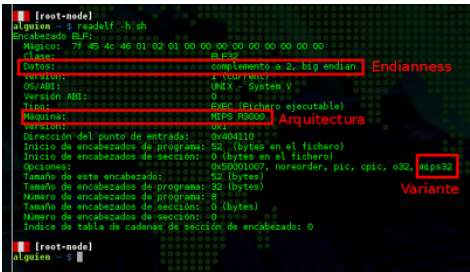 [root-node]
alguien ~ $ readelf -h sh
Encabezado ELF:
Mágico: 7f 45 4c 46 01 02 01 00 00 00 00 00 00 00 00 00
Clase: ELF32
Datos: complemento a 2, big endian Endianness
Versión: 1 (current)
OS/ABI: UNIX - System V
Versión ABI: 0
Tipo: EXEC (Fichero ejecutable)
Máquina: MIPS R3000 Arquitectura
Versión: 0x1
Dirección del punto de entrada: 0x404110
Inicio de encabezados de programa: 52 (bytes en el fichero)
Inicio de encabezados de sección: 0 (bytes en el fichero)
Opciones: 0x50001007, noreorder, pic, cpic, o32, mips32
Tamaño de este encabezado: 52 (bytes)
Variante
Tamaño de encabezados de programa: 32 (bytes)
Número de encabezados de programa: 8
Tamaño de encabezados de sección: 0 (bytes)
Número de encabezados de sección: 0
Índice de tabla de cadenas de sección de encabezado: 0
[root-node]
alguien ~ $